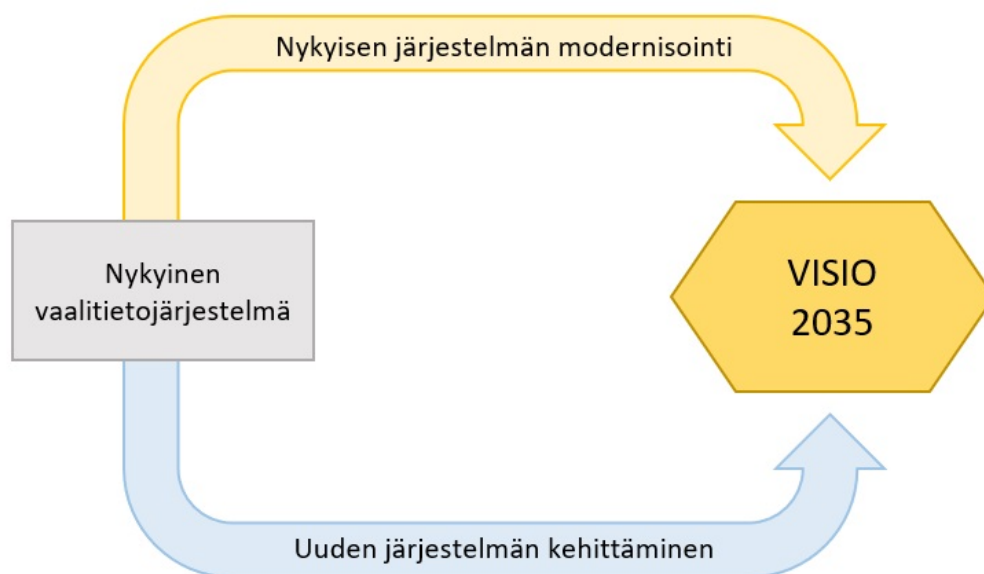 Nykyisen järjestelmän modernisointi
Nykyinen
vaalitietojärjestelmä
VISIO
2035
Uuden järjestelmän kehittäminen